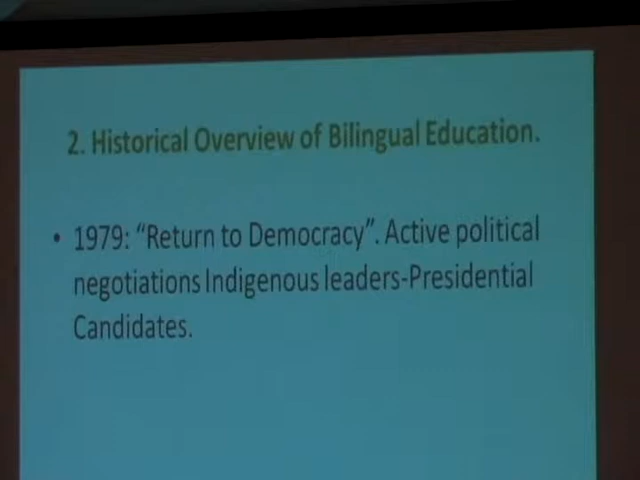 2. Historical Overview of Bilingual Education.
• 1979: “Return to Democracy”. Active political
negotiations Indigenous leaders-Presidential
Candidates.